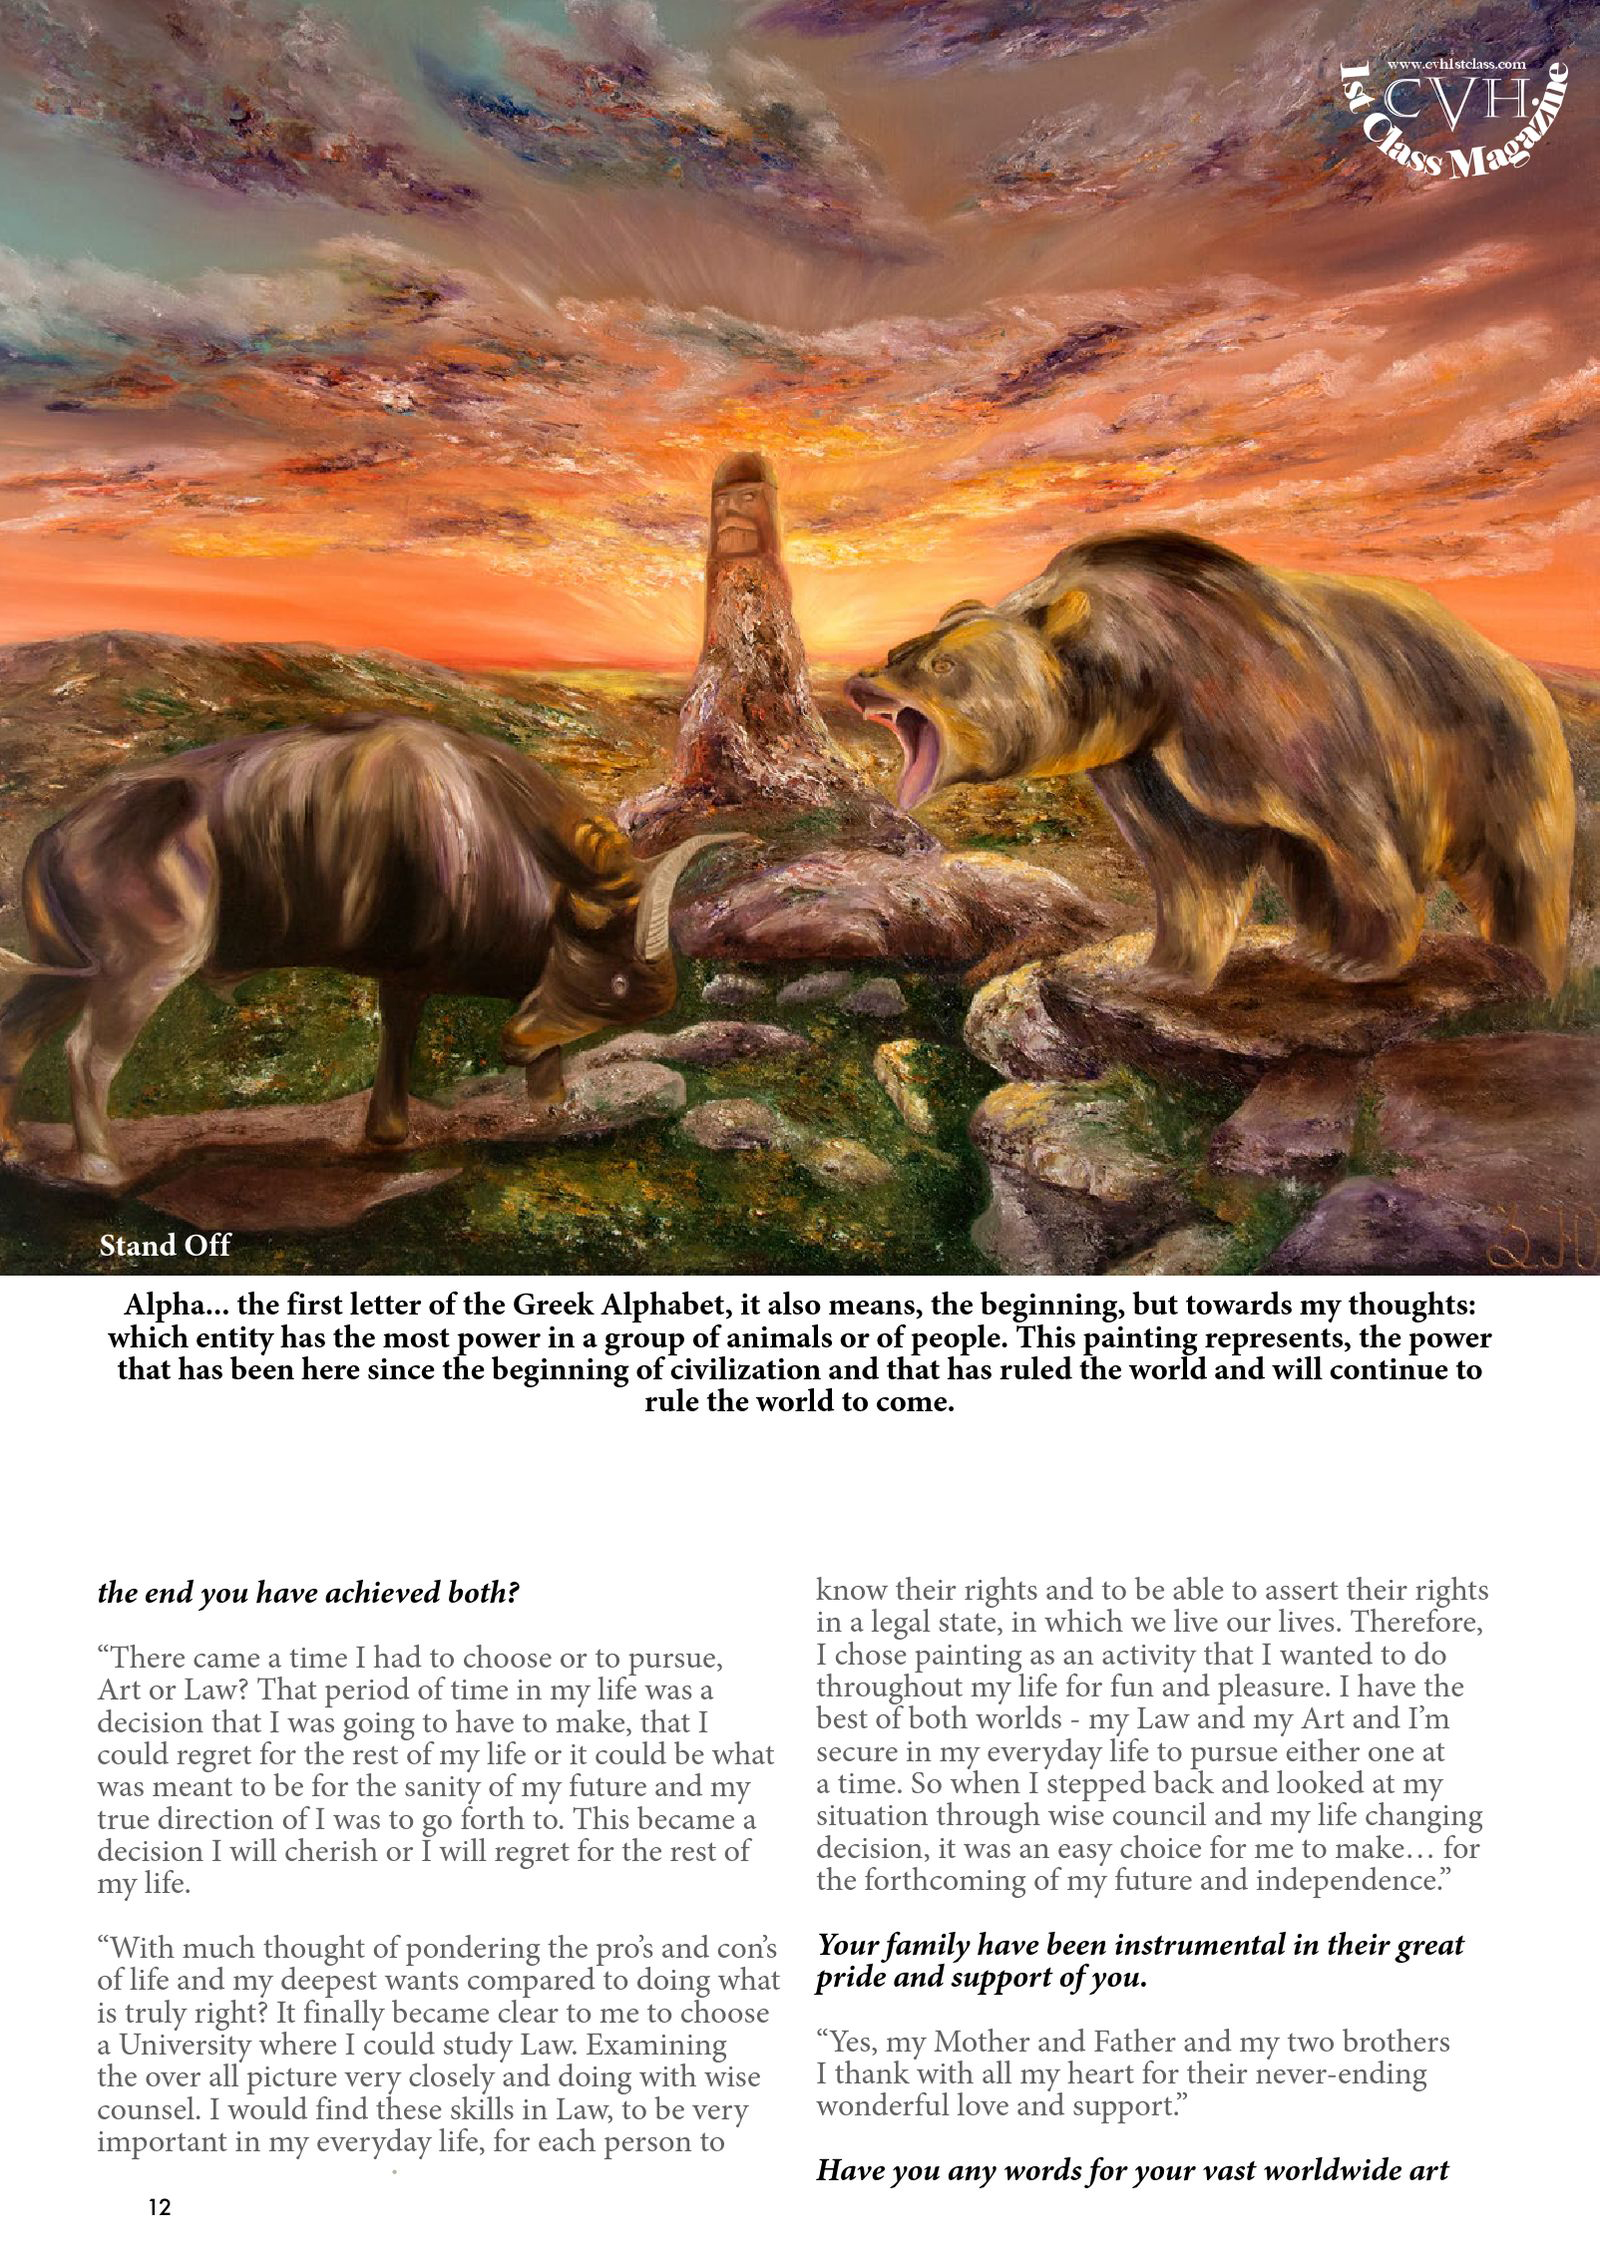 www.cvh1stclass.com
CVH
1st Class Magazine
Stand Off
Alpha... the first letter of the Greek Alphabet, it also means, the beginning, but towards my thoughts:
which entity has the most power in a group of animals or of people. This painting represents, the power
that has been here since the beginning of civilization and that has ruled the world and will continue to
rule the world to come.
the end you have achieved both?
“There came a time I had to choose or to pursue,
Art or Law? That period of time in my life was a
decision that I was going to have to make, that I
could regret for the rest of my life or it could be what
was meant to be for the sanity of my future and my
true direction of I was to go forth to. This became a
decision I will cherish or I will regret for the rest of
my life.
“With much thought of pondering the pro’s and con’s
of life and my deepest wants compared to doing what
is truly right? It finally became clear to me to choose
a University where I could study Law. Examining
the over all picture very closely and doing with wise
counsel. I would find these skills in Law, to be very
important in my everyday life, for each person to
know their rights and to be able to assert their rights
in a legal state, in which we live our lives. Therefore,
I chose painting as an activity that I wanted to do
throughout my life for fun and pleasure. I have the
best of both worlds - my Law and my Art and I’m
secure in my everyday life to pursue either one at
a time. So when I stepped back and looked at my
situation through wise council and my life changing
decision, it was an easy choice for me to make… for
the forthcoming of my future and independence.”
Your family have been instrumental in their great
pride and support of you.
“Yes, my Mother and Father and my two brothers
I thank with all my heart for their never-ending
wonderful love and support.”
Have you any words for your vast worldwide art
12